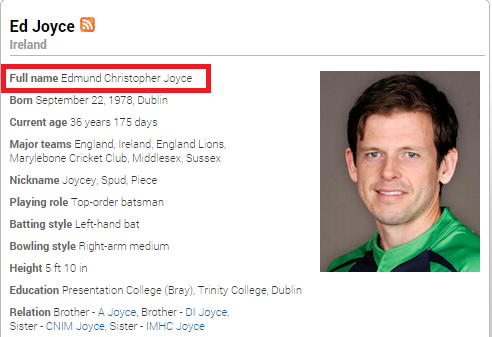 Ed Joyce
Ireland
Full name Edmund Christopher Joyce
Born September 22, 1978, Dublin
Current age 36 years 175 days
Major teams England, Ireland, England Lions,
Marylebone Cricket Club, Middlesex, Sussex
Nickname Joycey, Spud, Piece
Playing role Top-order batsman
Batting style Left-hand bat
Bowling style Right-arm medium
Height 5 ft 10 in
Education Presentation College (Bray), Trinity College, Dublin
Relation Brother - A Joyce, Brother - DI Joyce,
Sister - CNIM Joyce, Sister - IMHC Joyce